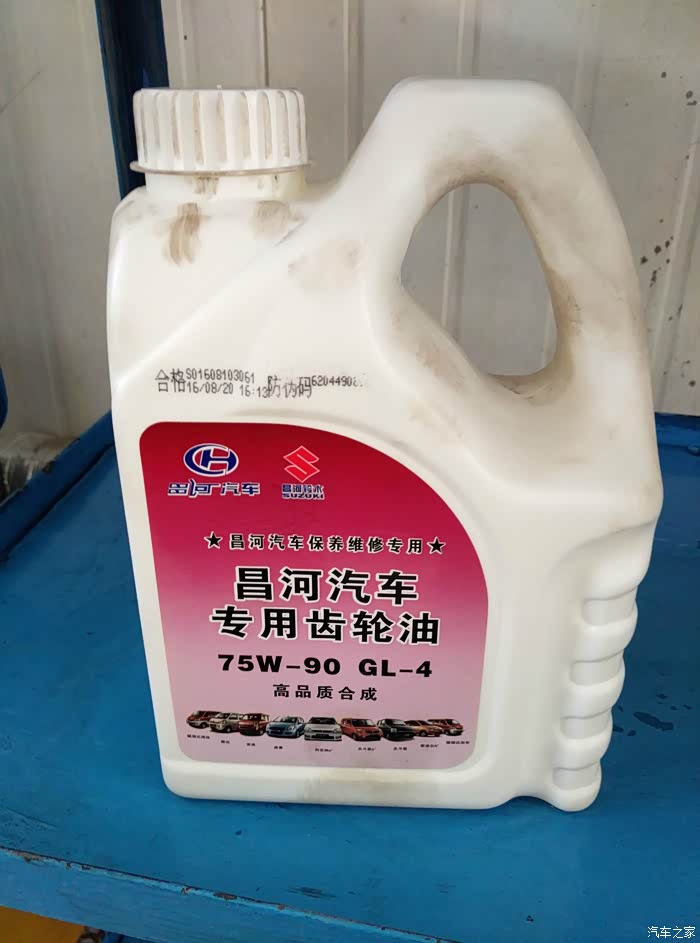 合格 S01608103061
16/08/20 16:13 防伪码
昌河汽车
昌河铃木
SUZUKI
★昌河汽车保养维修专用★
昌河汽车
专用齿轮油
75W-90 GL-4
高品质合成
汽车之家